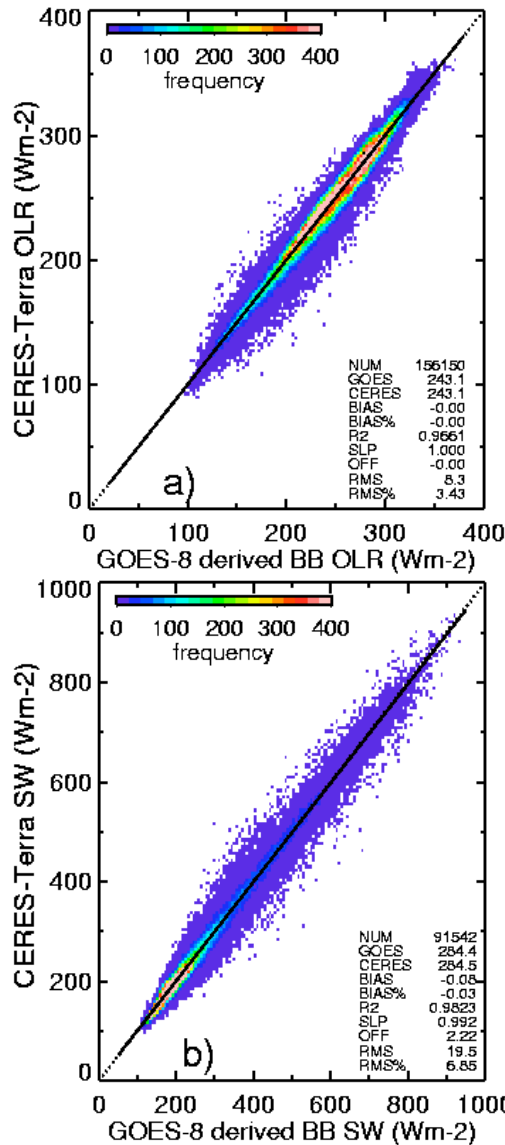 400
0 100 200 300 400
frequency
a)
300
200
100
0
CERES-Terra OLR (Wm-2)
NUM 156150
GOES 243.1
CERES 243.1
BIAS -0.00
BIAS% -0.00
R2 0.9661
SLP 1.000
OFF -0.00
RMS 8.3
RMS% 3.43
0 100 200 300 400
GOES-8 derived BB OLR (Wm-2)
1000
0 100 200 300 400
frequency
800
600
400
200
0
CERES-Terra SW (Wm-2)
NUM 91542
GOES 284.4
CERES 284.5
BIAS -0.08
BIAS% -0.03
R2 0.9823
SLP 0.992
OFF 2.22
RMS 19.5
RMS% 6.85
b)
0 200 400 600 800 1000
GOES-8 derived BB SW (Wm-2)